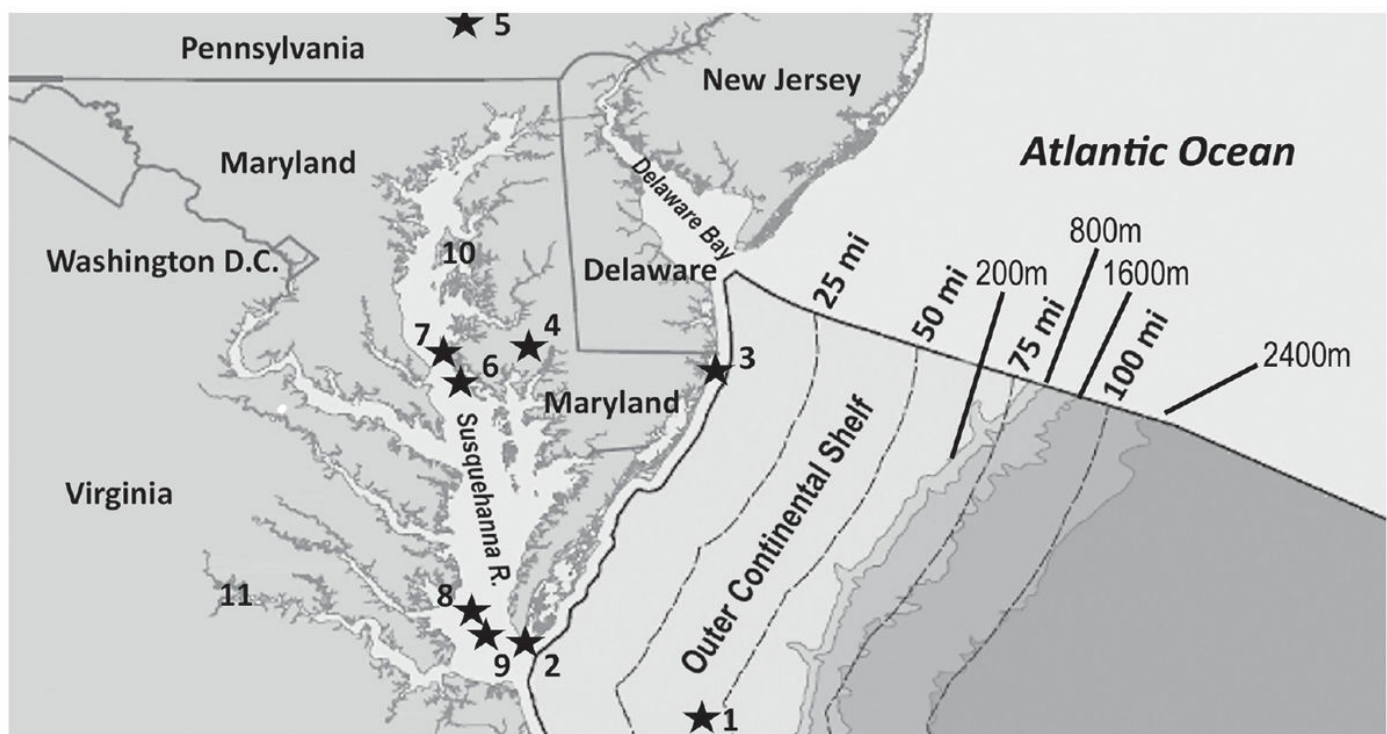 5
Pennsylvania
New Jersey
Maryland
Atlantic Ocean
Delaware Bay
10
Washington D.C.
Delaware
25 mi
50 mi
200m
75 mi
800m
1600m
100 mi
2400m
7
4
6
3
Maryland
Susquehanna R.
Virginia
Outer Continental Shelf
11
8
9
2
1